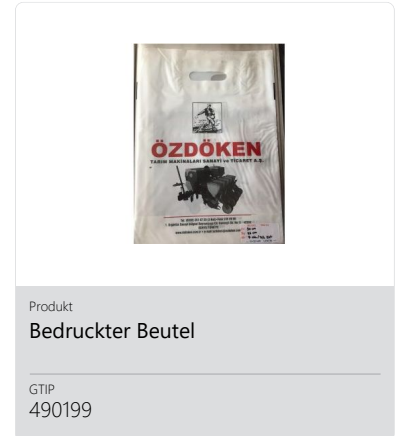 ÖZDÖKEN
TARIM MAKİNALARI SANAYİ ve TİCARET A.Ş.
Produkt
Bedruckter Beutel
GTIP
490199